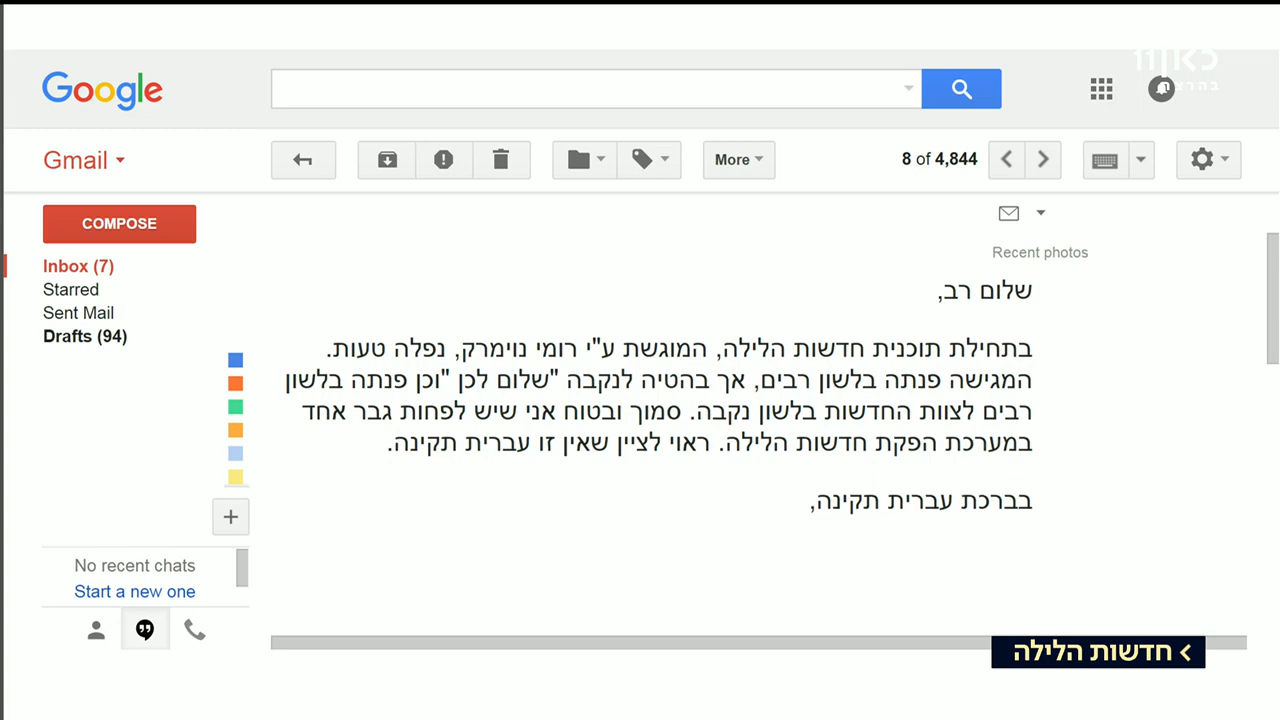 כאן 11
בהרצה
Google
Gmail
More
8 of 4,844
COMPOSE
Inbox (7)
Starred
Sent Mail
Drafts (94)
Recent photos
שלום רב,
בתחילת תוכנית חדשות הלילה, המוגשת ע"י רומי נוימרק, נפלה טעות.
המגישה פנתה בלשון רבים, אך בהטיה לנקבה "שלום לכן "וכן פנתה בלשון
רבים לצוות החדשות בלשון נקבה. סמוך ובטוח אני שיש לפחות גבר אחד
במערכת הפקת חדשות הלילה. ראוי לציין שאין זו עברית תקינה.
בברכת עברית תקינה,
No recent chats
Start a new one
חדשות הלילה